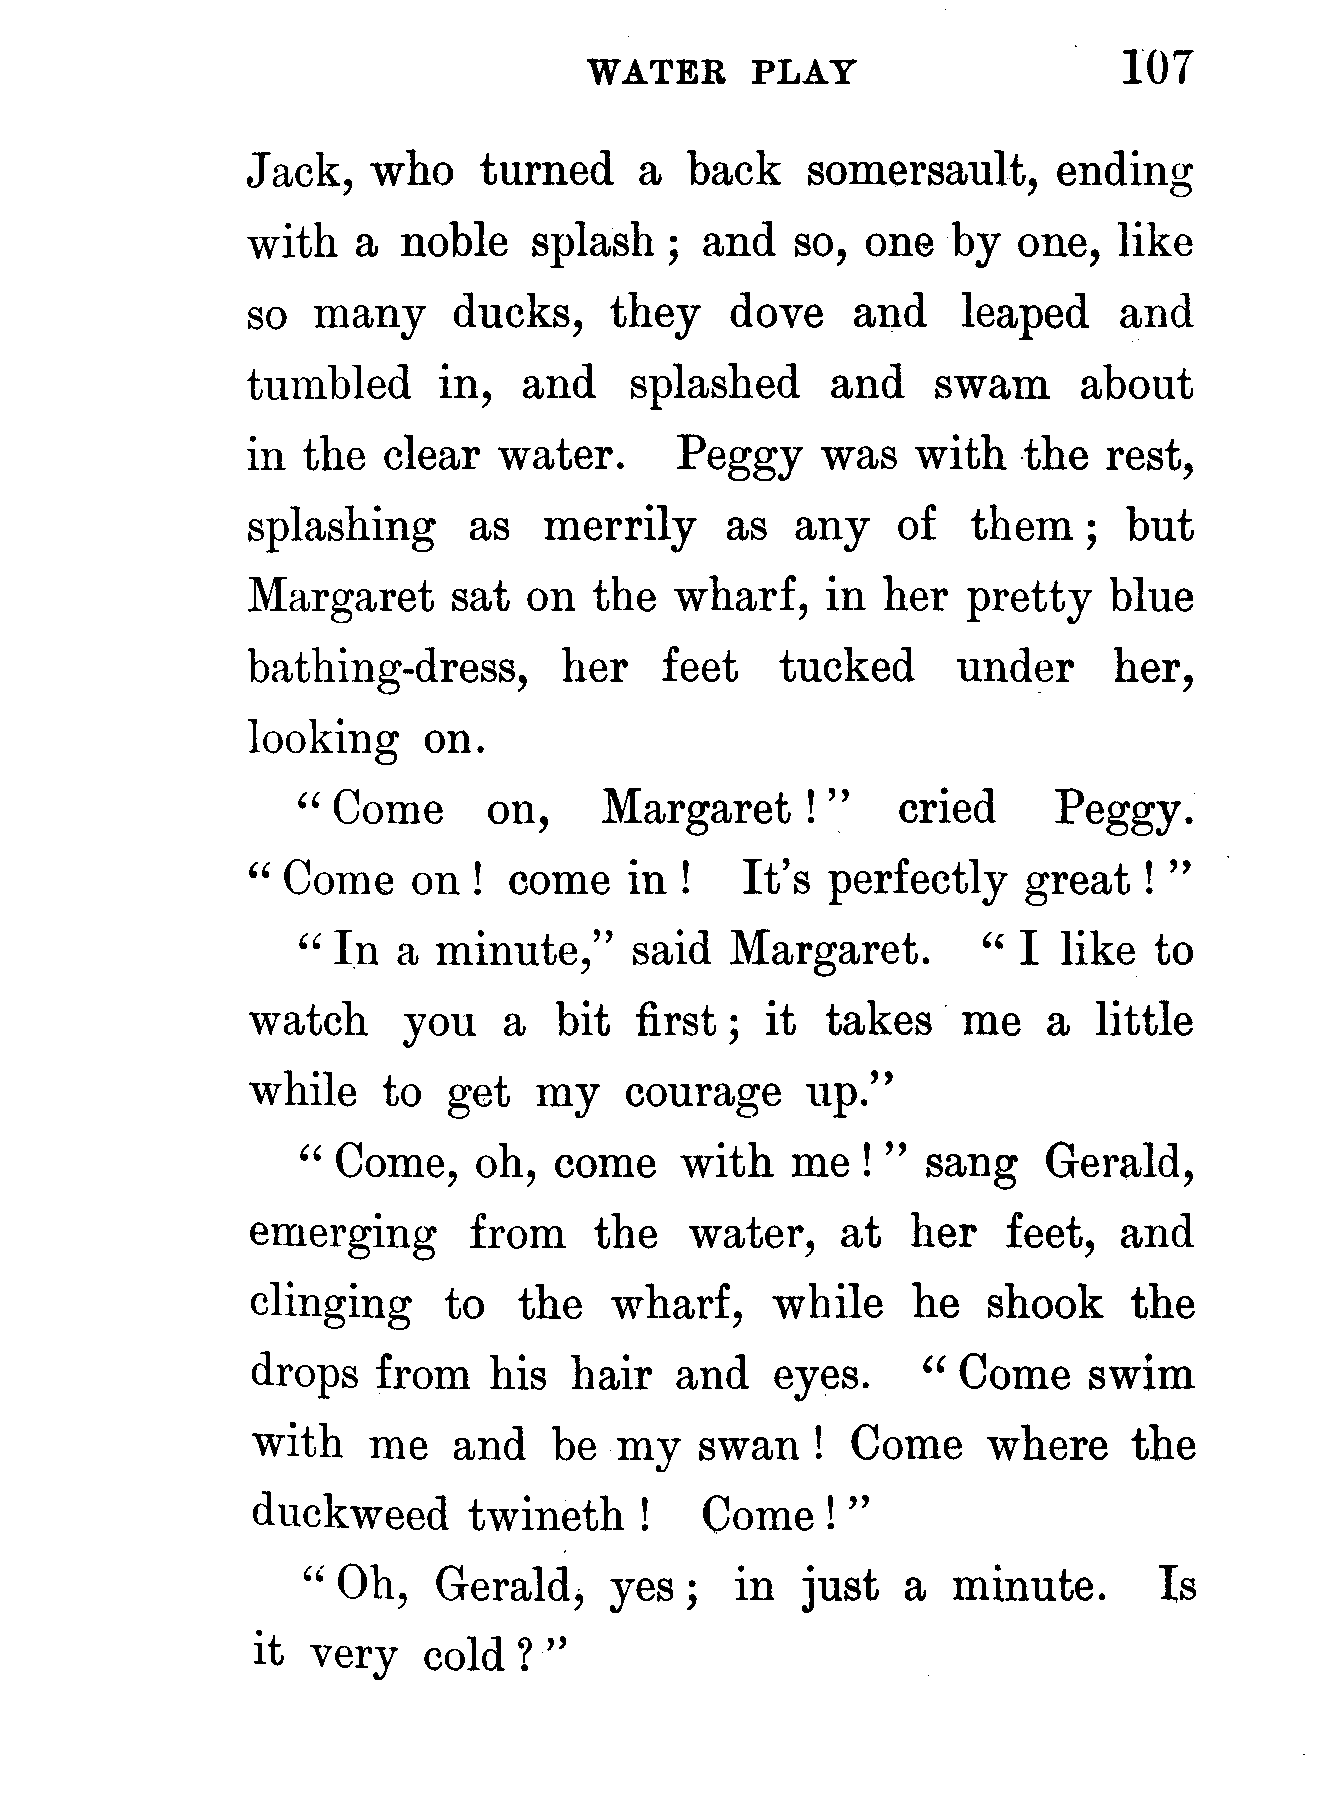 WATER PLAY 107
Jack, who turned a back somersault, ending
with a noble splash ; and so, one by one, like
so many ducks, they dove and leaped and
tumbled in, and splashed and swam about
in the clear water. Peggy was with the rest,
splashing as merrily as any of them ; but
Margaret sat on the wharf, in her pretty blue
bathing-dress, her feet tucked under her,
looking on.
“ Come on, Margaret ! ” cried Peggy.
“ Come on ! come in ! It’s perfectly great ! ”
“ In a minute,” said Margaret. “ I like to
watch you a bit first ; it takes me a little
while to get my courage up.”
“ Come, oh, come with me ! ” sang Gerald,
emerging from the water, at her feet, and
clinging to the wharf, while he shook the
drops from his hair and eyes. “ Come swim
with me and be my swan ! Come where the
duckweed twineth ! Come ! ”
“ Oh, Gerald, yes ; in just a minute. Is
it very cold ? ”